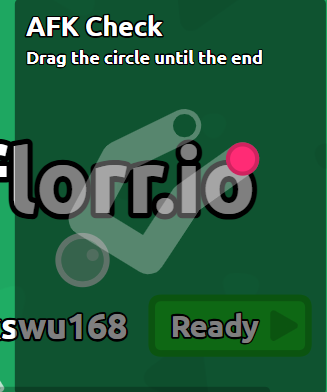 AFK Check
Drag the circle until the end
florr.io
swu168
Ready